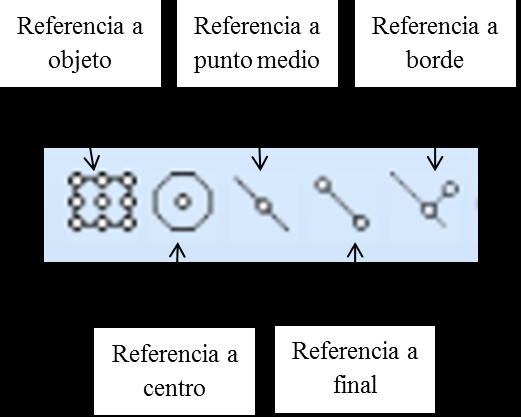 Referencia a
objeto
Referencia a
punto medio
Referencia a
borde
Referencia a
centro
Referencia a
final